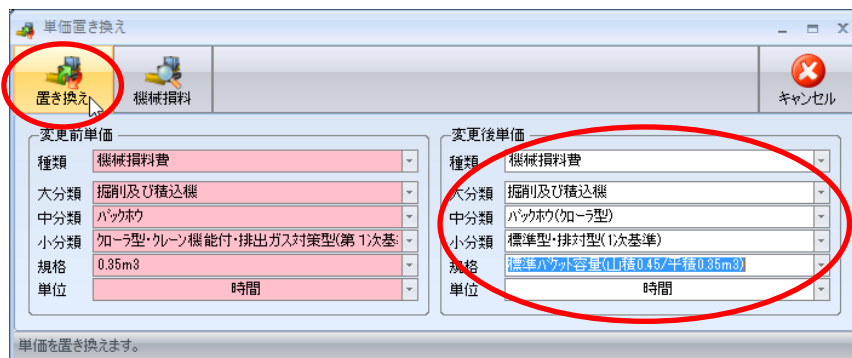 単価置き換え
置き換え
機械損料
キャンセル
変更前単価
種類 機械損料費
大分類 掘削及び積込機
中分類 バックホウ
小分類 クローラ型・クレーン機能付・排出ガス対策型(第1次基
規格 0.35m3
単位 時間
変更後単価
種類 機械損料費
大分類 掘削及び積込機
中分類 バックホウ(クローラ型)
小分類 標準型・排対型(1次基準)
規格 標準バケット容量(山積0.45/平積0.35m3)
単位 時間
単価を置き換えます。